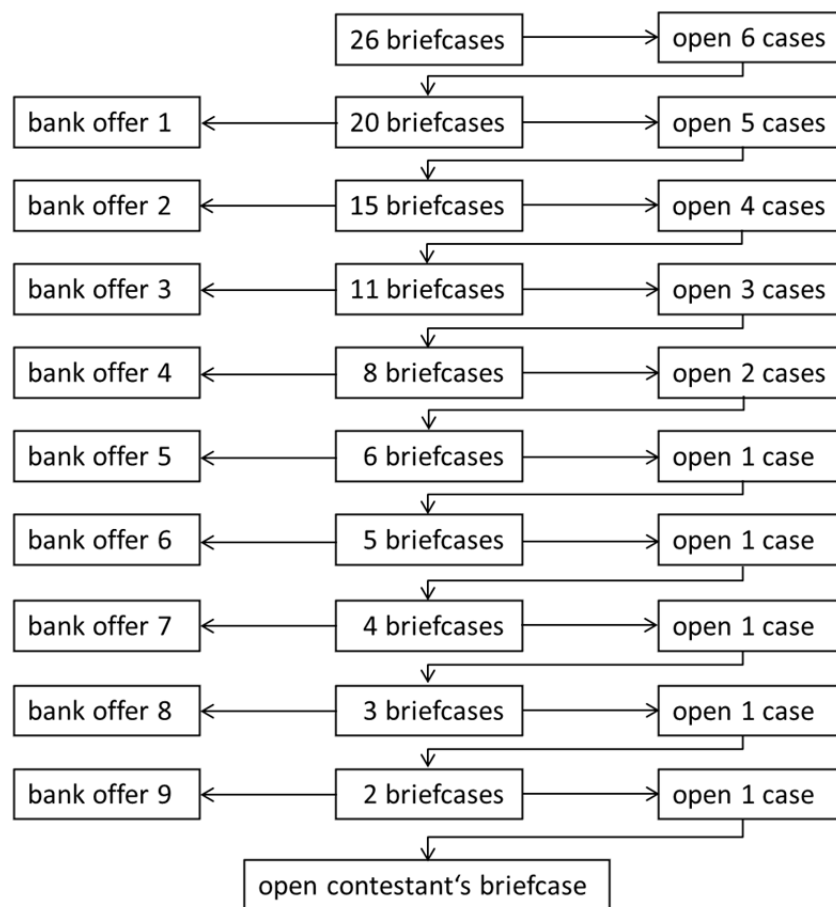 26 briefcases
open 6 cases
bank offer 1
20 briefcases
open 5 cases
bank offer 2
15 briefcases
open 4 cases
bank offer 3
11 briefcases
open 3 cases
bank offer 4
8 briefcases
open 2 cases
bank offer 5
6 briefcases
open 1 case
bank offer 6
5 briefcases
open 1 case
bank offer 7
4 briefcases
open 1 case
bank offer 8
3 briefcases
open 1 case
bank offer 9
2 briefcases
open 1 case
open contestant‘s briefcase